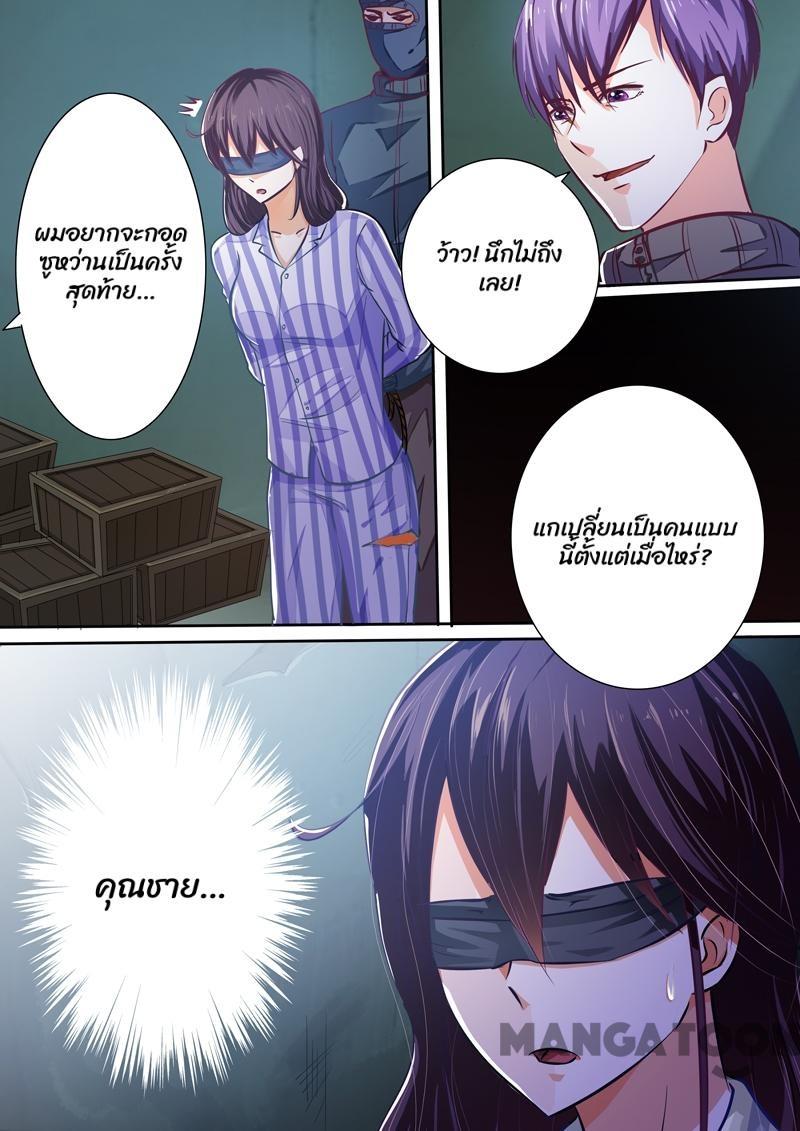 ผมอยากจะกอด
ซูหว่านเป็นครั้ง
สุดท้าย...
ว้าว! นึกไม่ถึง
เลย!
แกเปลี่ยนเป็นคนแบบ
นี้ตั้งแต่เมื่อไหร่?
คุณชาย...
MANGATOON